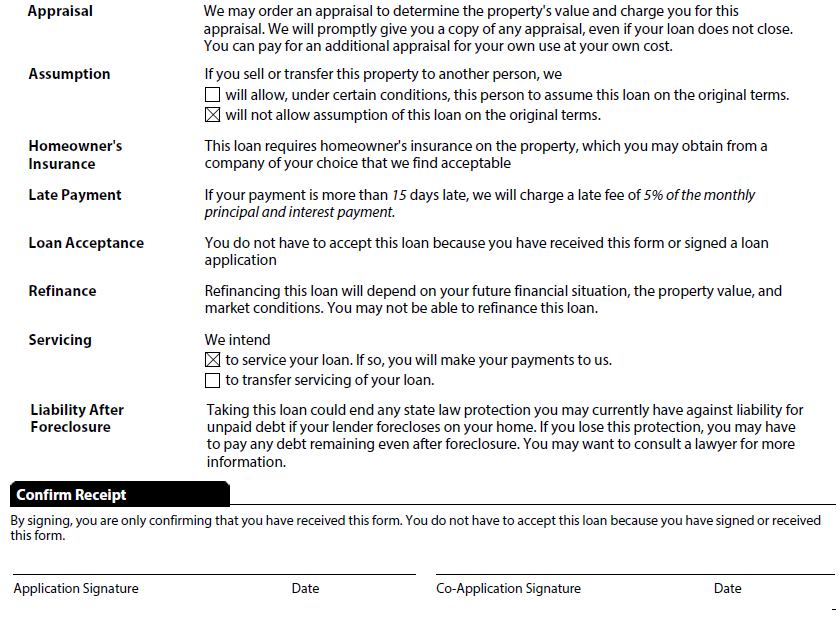 Appraisal We may order an appraisal to determine the property's value and charge you for this
appraisal. We will promptly give you a copy of any appraisal, even if your loan does not close.
You can pay for an additional appraisal for your own use at your own cost.
Assumption If you sell or transfer this property to another person, we
will allow, under certain conditions, this person to assume this loan on the original terms.
will not allow assumption of this loan on the original terms.
Homeowner's This loan requires homeowner's insurance on the property, which you may obtain from a
Insurance company of your choice that we find acceptable
Late Payment If your payment is more than 15 days late, we will charge a late fee of 5% of the monthly
principal and interest payment.
Loan Acceptance You do not have to accept this loan because you have received this form or signed a loan
application
Refinance Refinancing this loan will depend on your future financial situation, the property value, and
market conditions. You may not be able to refinance this loan.
Servicing We intend
to service your loan. If so, you will make your payments to us.
to transfer servicing of your loan.
Liability After Taking this loan could end any state law protection you may currently have against liability for
Foreclosure unpaid debt if your lender forecloses on your home. If you lose this protection, you may have
to pay any debt remaining even after foreclosure. You may want to consult a lawyer for more
information.
Confirm Receipt
By signing, you are only confirming that you have received this form. You do not have to accept this loan because you have signed or received
this form.
Application Signature Date Co-Application Signature Date